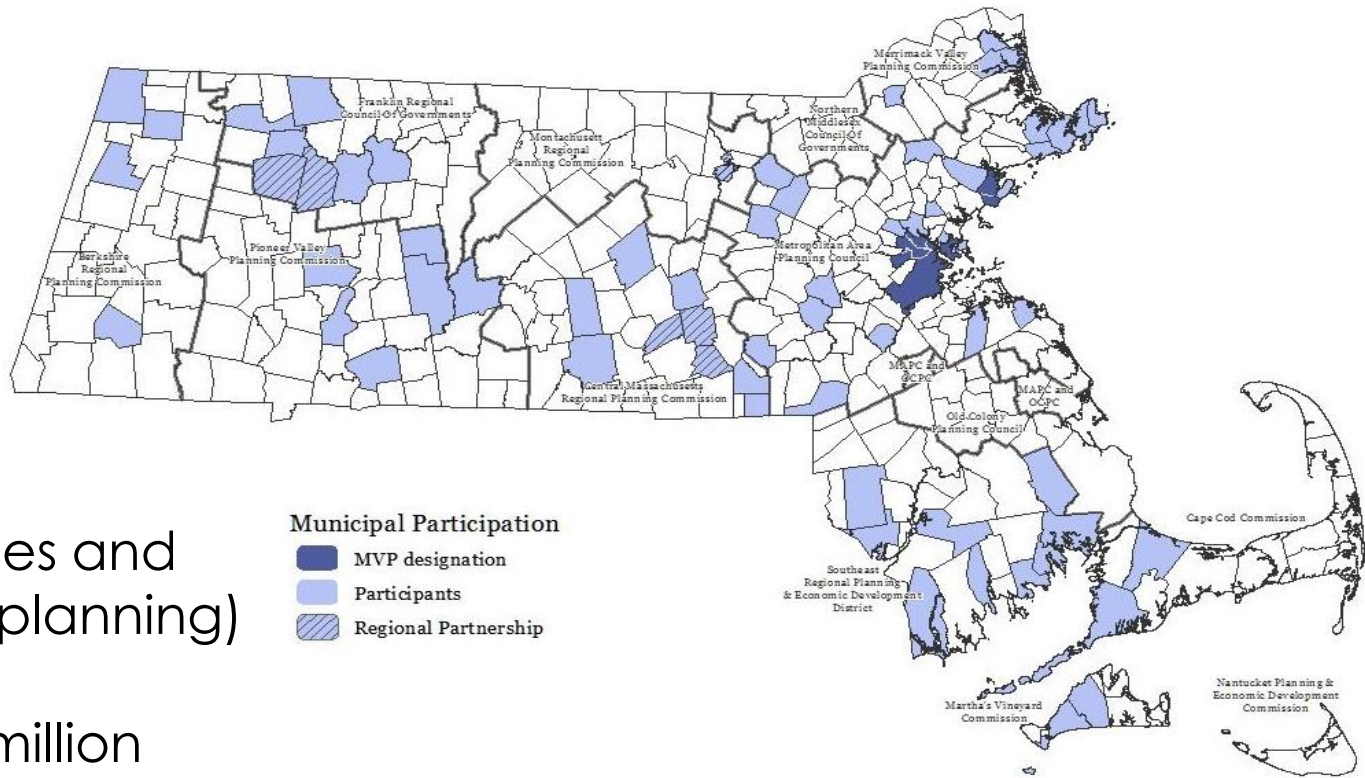 Merrimack Valley
Planning Commission
Franklin Regional
Council Of Governments
Northern
Middlesex
Council Of
Governments
Montachusett
Regional
Planning Commission
Metropolitan Area
Planning Council
Pioneer Valley
Planning Commission
Berkshire
Regional
Planning Commission
MAPC and
OCPC
MAPC and
OCPC
Central Massachusetts
Regional Planning Commission
Old Colony
Planning Council
Cape Cod Commission
Southeast
Regional Planning
& Economic Development
District
Martha's Vineyard
Commission
Nantucket Planning &
Economic Development
Commission
Municipal Participation
MVP designation
Participants
Regional Partnership
es and
planning)
million